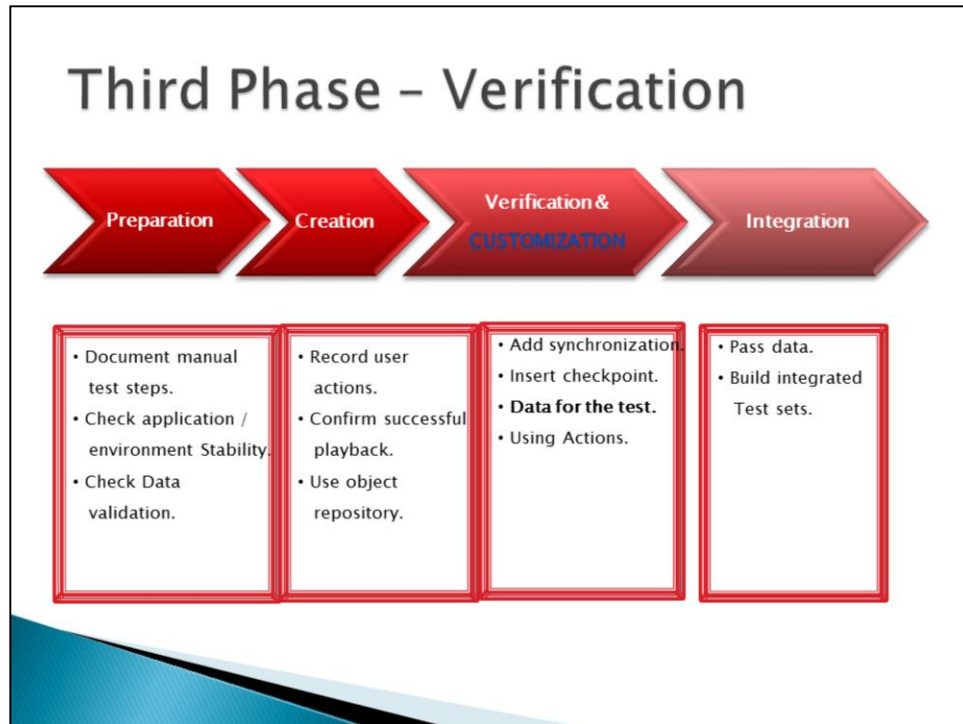 Third Phase – Verification
Preparation
Creation
Verification &
CUSTOMIZATION
Integration
• Document manual
test steps.
• Check application /
environment Stability.
• Check Data
validation.
• Record user
actions.
• Confirm successful
playback.
• Use object
repository.
• Add synchronization.
• Insert checkpoint.
• Data for the test.
• Using Actions.
• Pass data.
• Build integrated
Test sets.